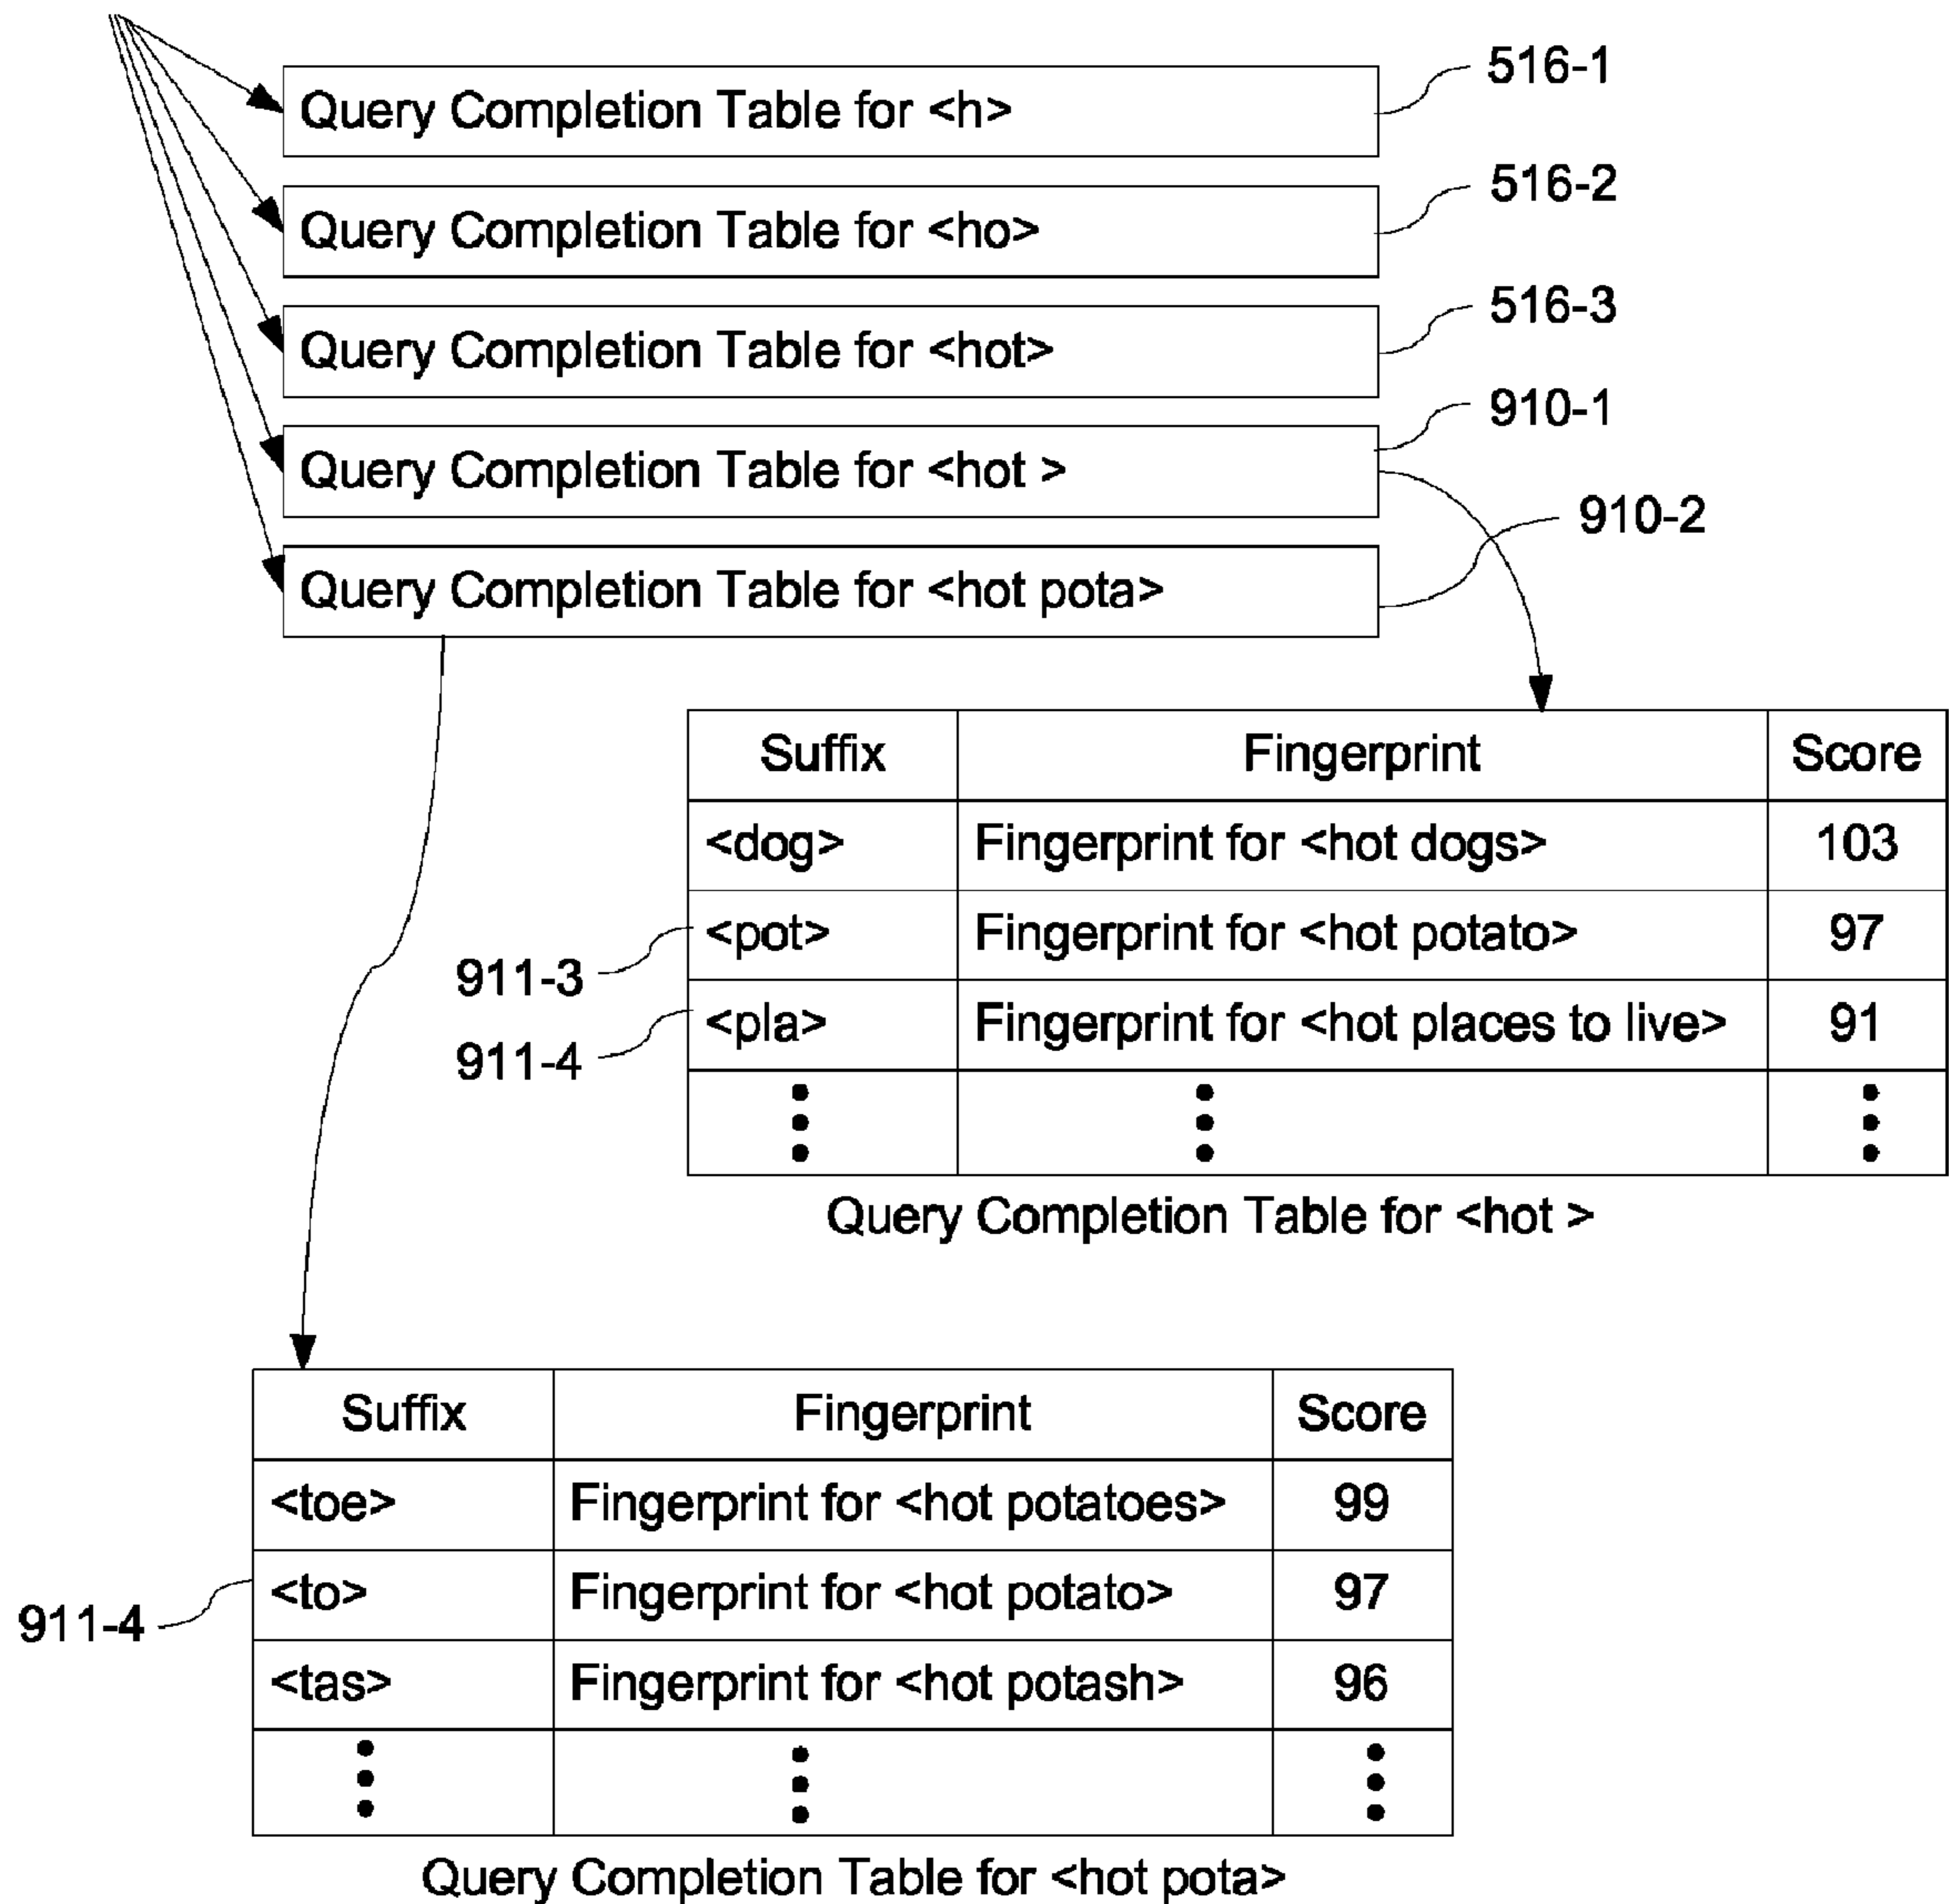 516-1
Query Completion Table for <h>
516-2
Query Completion Table for <ho>
516-3
Query Completion Table for <hot>
910-1
Query Completion Table for <hot >
910-2
Query Completion Table for <hot pota>
Suffix Fingerprint Score
<dog> Fingerprint for <hot dogs> 103
<pot> Fingerprint for <hot potato> 97
911-3
<pla> Fingerprint for <hot places to live> 91
911-4
Query Completion Table for <hot >
Suffix Fingerprint Score
<toe> Fingerprint for <hot potatoes> 99
<to> Fingerprint for <hot potato> 97
911-4
<tas> Fingerprint for <hot potash> 96
Query Completion Table for <hot pota>